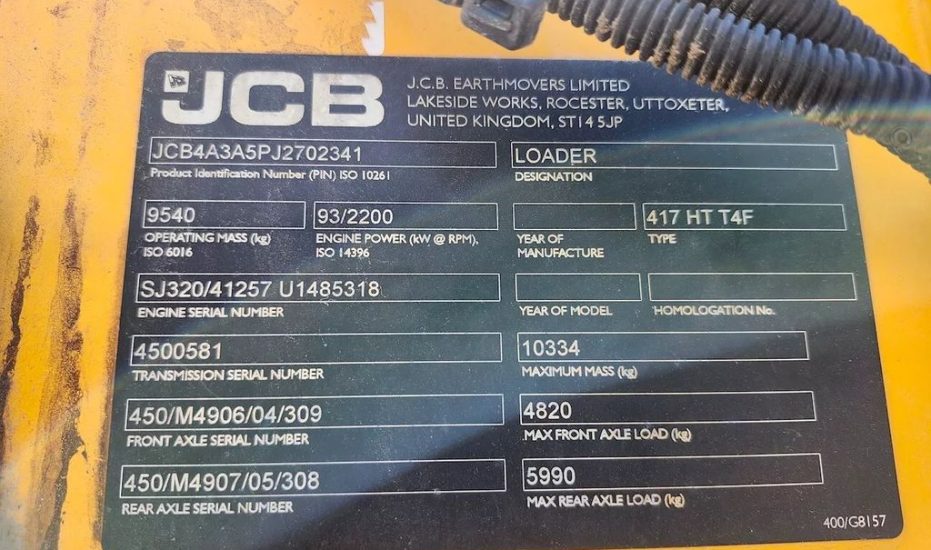 JCB
J.C.B. EARTHMOVERS LIMITED
LAKESIDE WORKS, ROCESTER, UTTOXETER,
UNITED KINGDOM, ST14 5JP
JCB4A3A5PJ2702341
Product Identification Number (PIN) ISO 10261
LOADER
DESIGNATION
9540
OPERATING MASS (kg)
ISO 6016
93/2200
ENGINE POWER (kW @ RPM),
ISO 14396
YEAR OF
MANUFACTURE
417 HT T4F
TYPE
SJ320/41257 U1485318
ENGINE SERIAL NUMBER
YEAR OF MODEL
HOMOLOGATION No.
4500581
TRANSMISSION SERIAL NUMBER
10334
MAXIMUM MASS (kg)
450/M4906/04/309
FRONT AXLE SERIAL NUMBER
4820
MAX FRONT AXLE LOAD (kg)
450/M4907/05/308
REAR AXLE SERIAL NUMBER
5990
MAX REAR AXLE LOAD (kg)
400/G8157